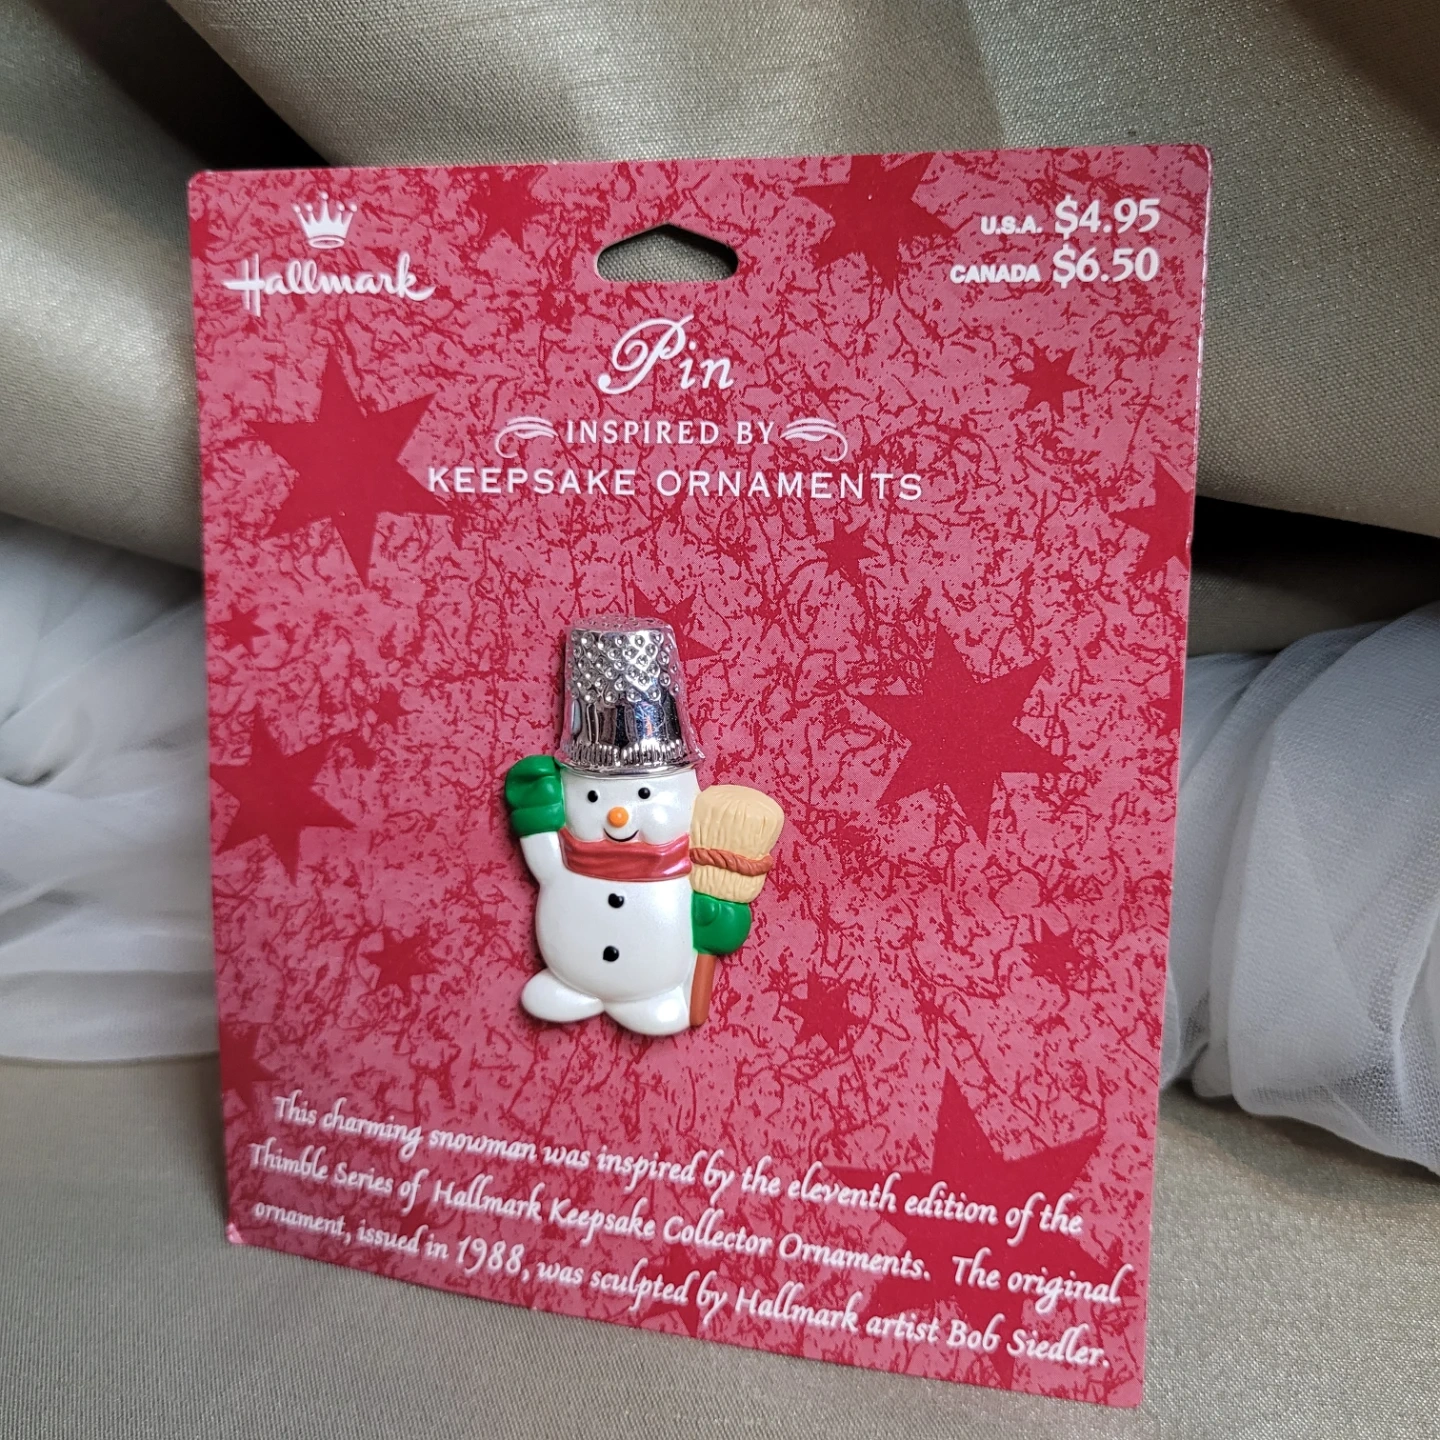 Hallmark
U.S.A. $4.95
CANADA $6.50
Pin
INSPIRED BY
KEEPSAKE ORNAMENTS
This charming snowman was inspired by the eleventh edition of the
Thimble Series of Hallmark Keepsake Collector Ornaments. The original
ornament, issued in 1988, was sculpted by Hallmark artist Bob Siedler.